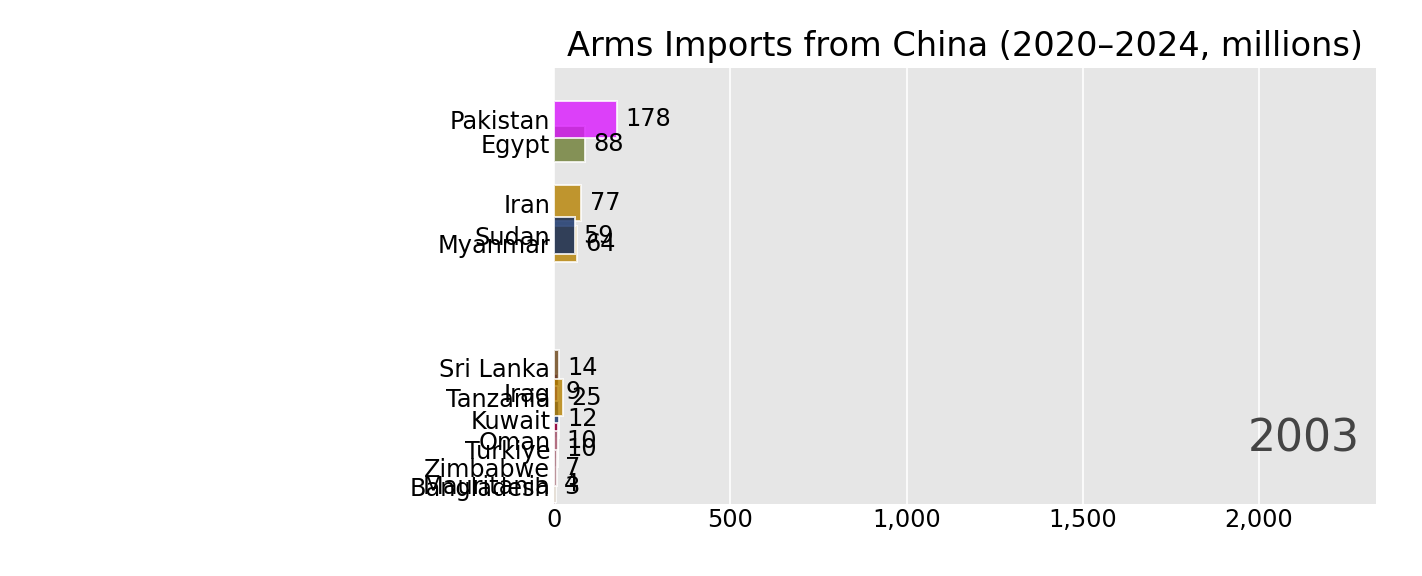 Arms Imports from China (2020–2024, millions)
Pakistan 178
Egypt 88
Iran 77
Sudan 59
Myanmar 64
Sri Lanka 14
Iraq 9
Tanzania 25
Kuwait 12
Oman 10
Türkiye 10
Zimbabwe 7
Mauritania 4
Bangladesh 3
2003
0 500 1,000 1,500 2,000